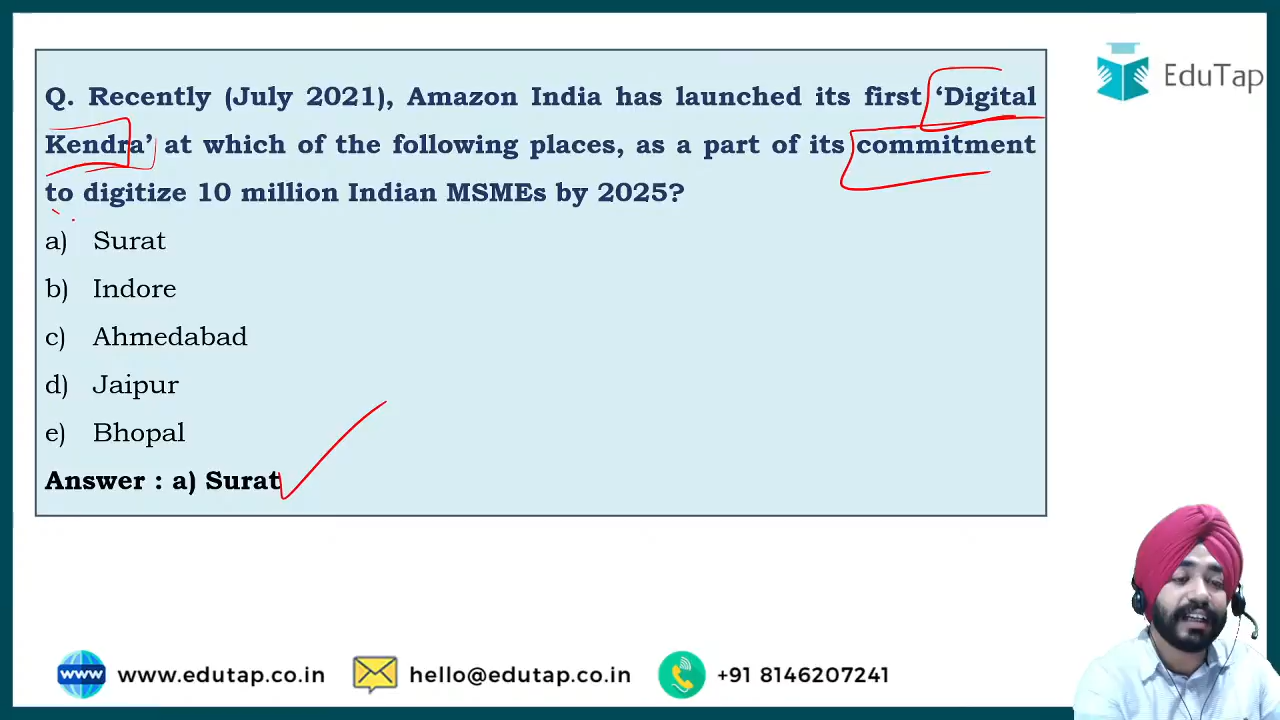 EduTap
Q. Recently (July 2021), Amazon India has launched its first ‘Digital
Kendra’ at which of the following places, as a part of its commitment
to digitize 10 million Indian MSMEs by 2025?
a) Surat
b) Indore
c) Ahmedabad
d) Jaipur
e) Bhopal
Answer : a) Surat
www www.edutap.co.in hello@edutap.co.in +91 8146207241